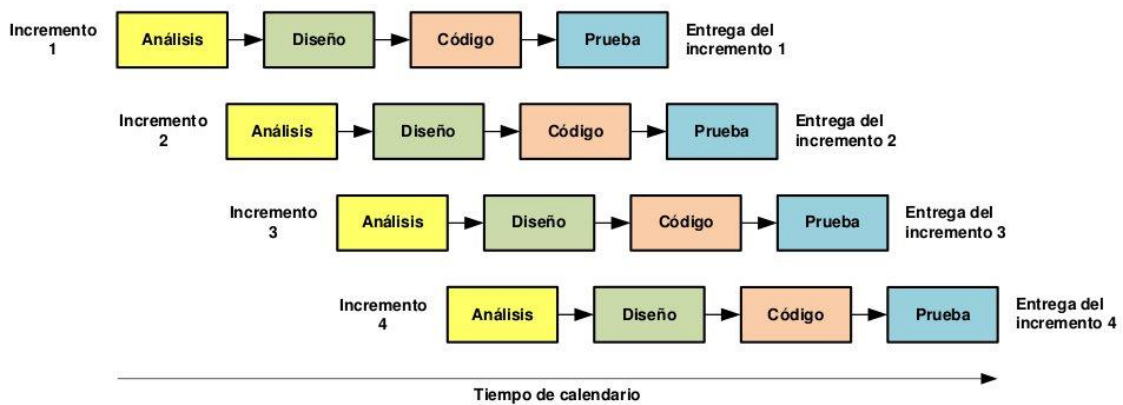 Incremento
1
Análisis
Diseño
Código
Prueba
Entrega del
incremento 1
Incremento
2
Análisis
Diseño
Código
Prueba
Entrega del
incremento 2
Incremento
3
Análisis
Diseño
Código
Prueba
Entrega del
incremento 3
Incremento
4
Análisis
Diseño
Código
Prueba
Entrega del
incremento 4
Tiempo de calendario